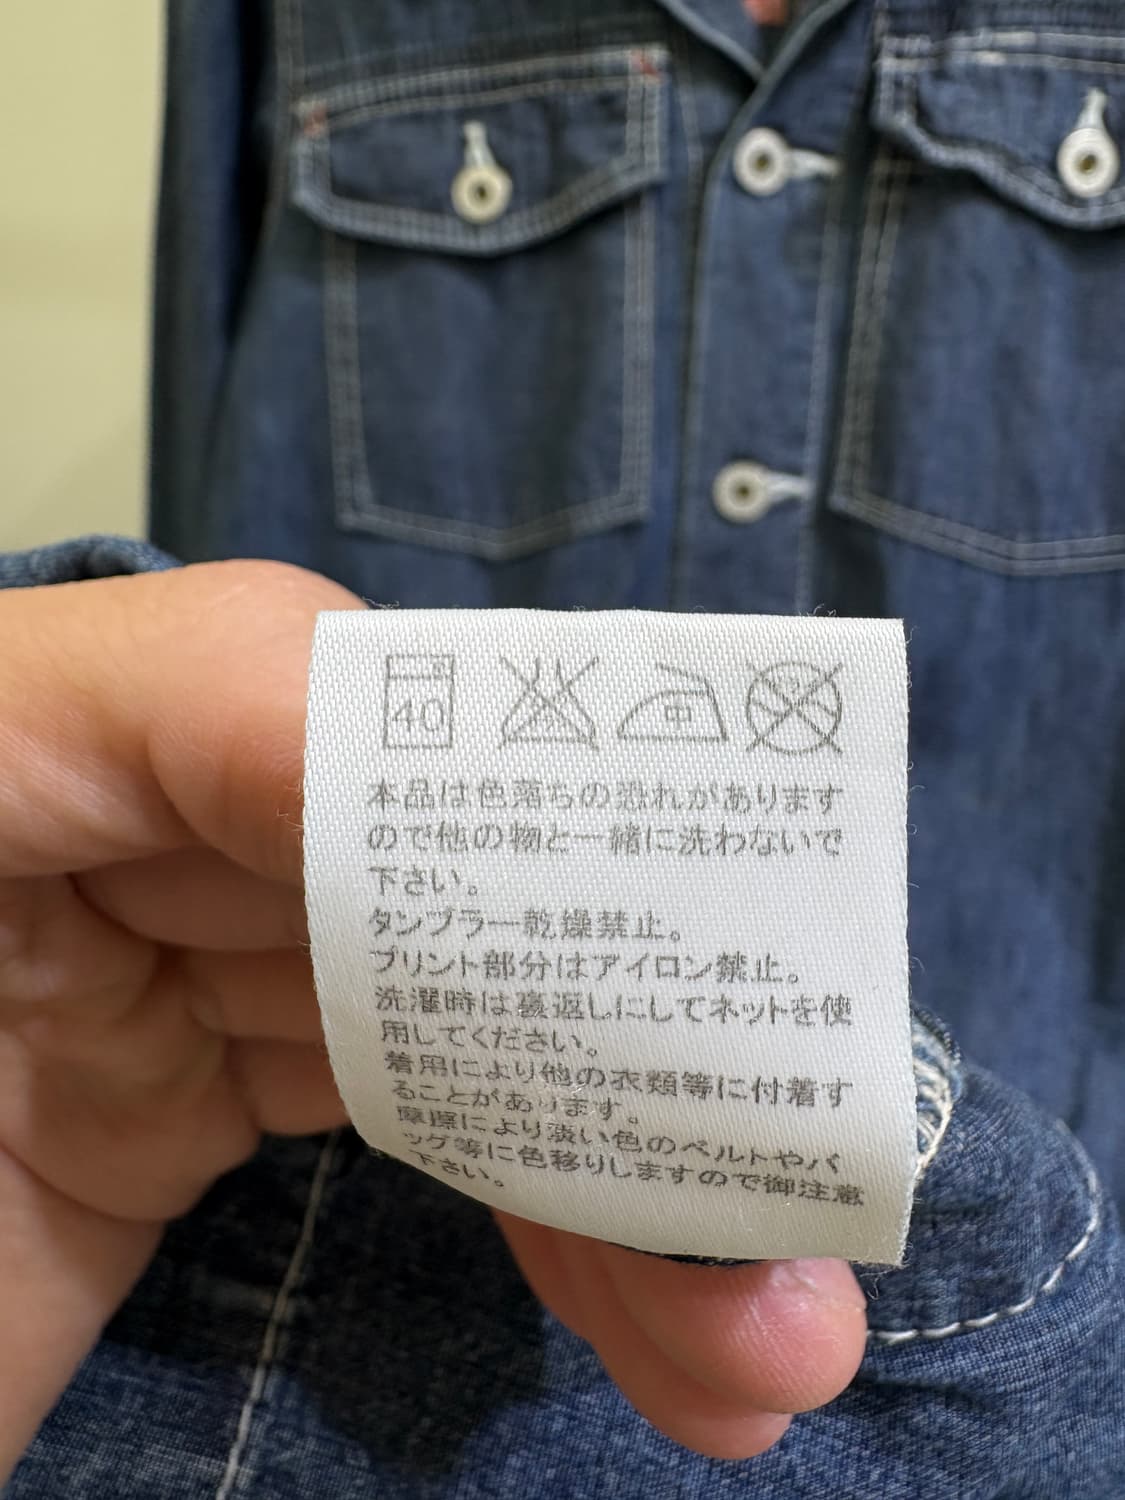 40 中
本品は色落ちの恐れがあります
ので他の物と一緒に洗わないで
下さい。
タンブラー乾燥禁止。
プリント部分はアイロン禁止。
洗濯時は裏返しにしてネットを使
用してください。
着用により他の衣類等に付着す
ることがあります。
摩擦により淡い色のベルトやバ
ッグ等に色移りしますので御注意
下さい。